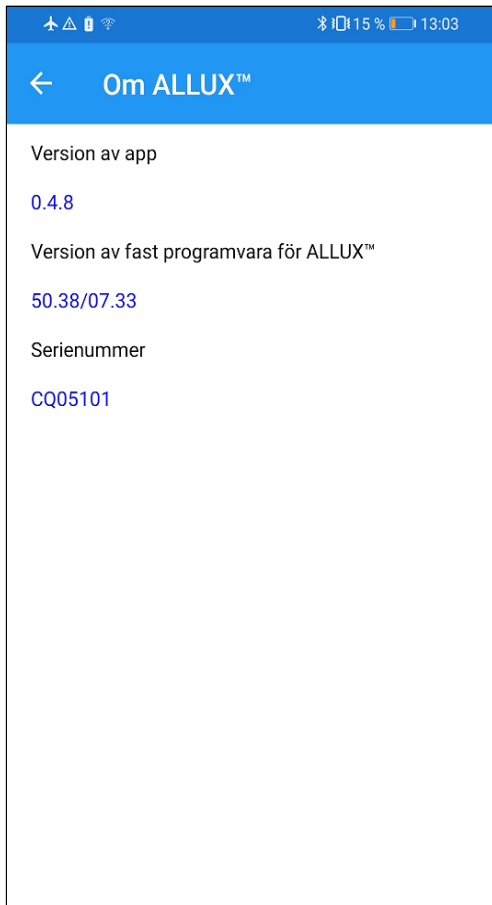 15 % 13:03
Om ALLUX™
Version av app
0.4.8
Version av fast programvara för ALLUX™
50.38/07.33
Serienummer
CQ05101